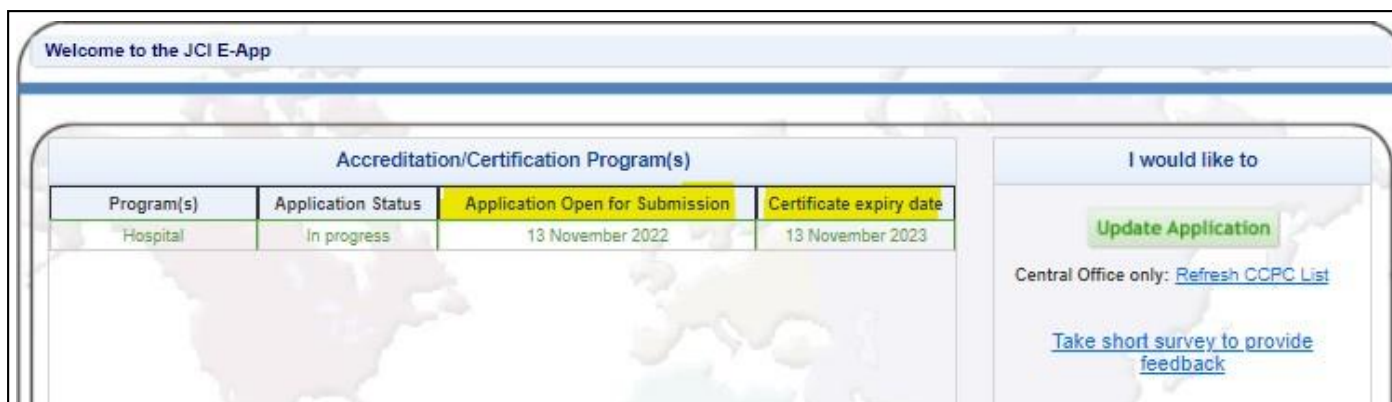 Welcome to the JCI E-App
Accreditation/Certification Program(s)
Program(s) Application Status Application Open for Submission Certificate expiry date
Hospital In progress 13 November 2022 13 November 2023
I would like to
Update Application
Central Office only: Refresh CCPC List
Take short survey to provide
feedback